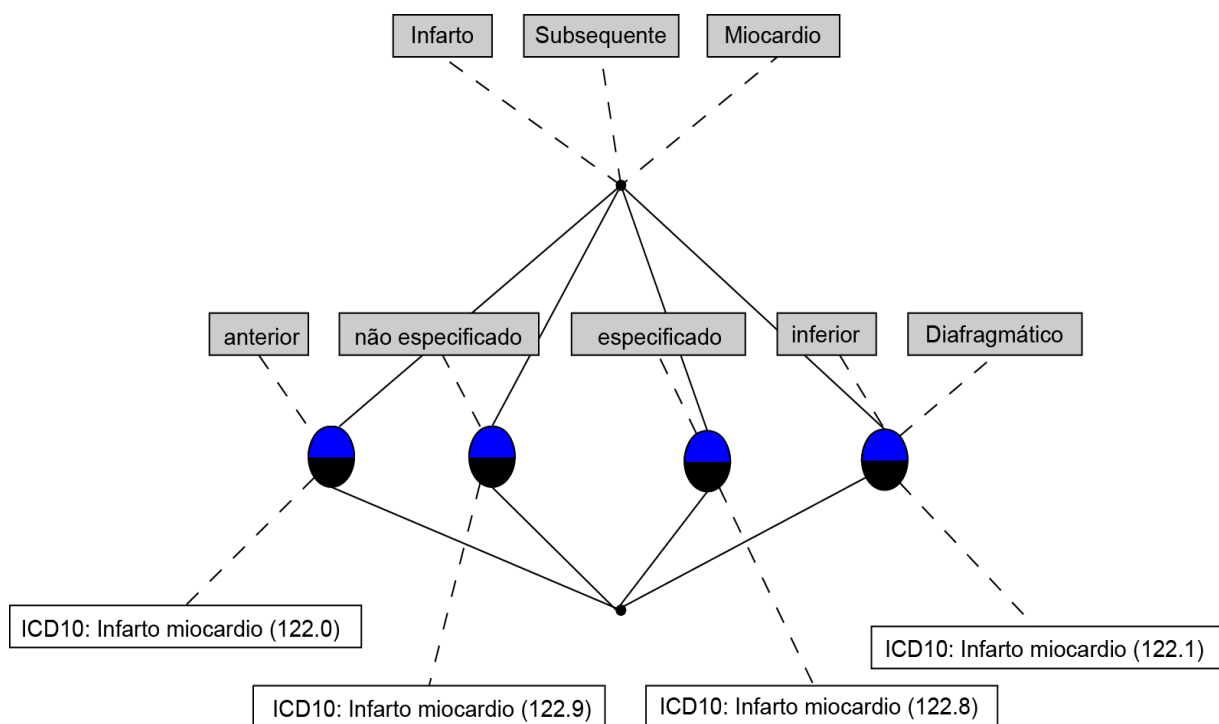 Infarto
Subsequente
Miocardio
anterior
não especificado
especificado
inferior
Diafragmático
ICD10: Infarto miocardio (122.0)
ICD10: Infarto miocardio (122.1)
ICD10: Infarto miocardio (122.9)
ICD10: Infarto miocardio (122.8)